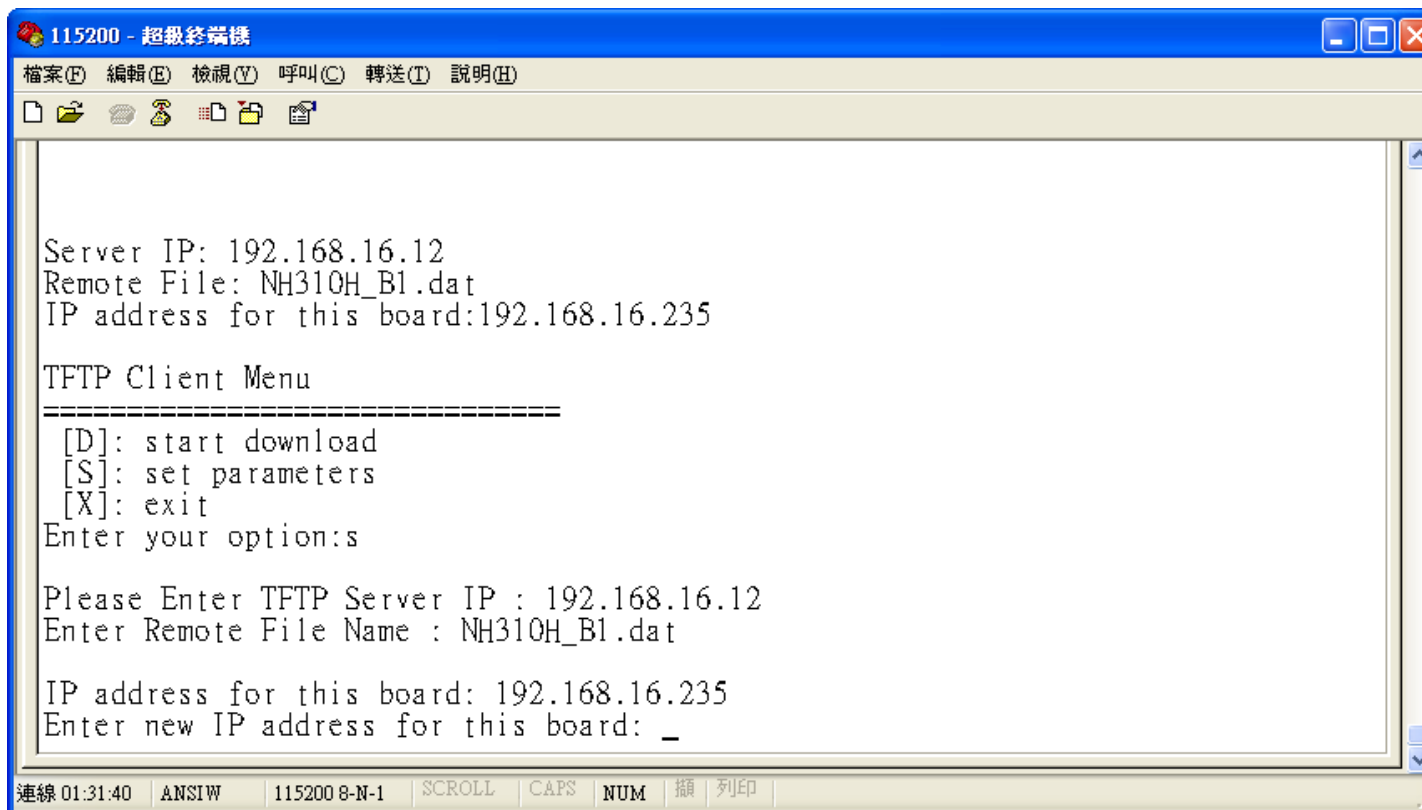 115200 - 超級終端機
檔案(F) 編輯(E) 檢視(V) 呼叫(C) 轉送(T) 說明(H)
Server IP: 192.168.16.12
Remote File: NH310H_B1.dat
IP address for this board:192.168.16.235
TFTP Client Menu
===============================
[D]: start download
[S]: set parameters
[X]: exit
Enter your option:s
Please Enter TFTP Server IP : 192.168.16.12
Enter Remote File Name : NH310H_B1.dat
IP address for this board: 192.168.16.235
Enter new IP address for this board: _
連線 01:31:40 ANSIW 115200 8-N-1 SCROLL CAPS NUM 擷 列印